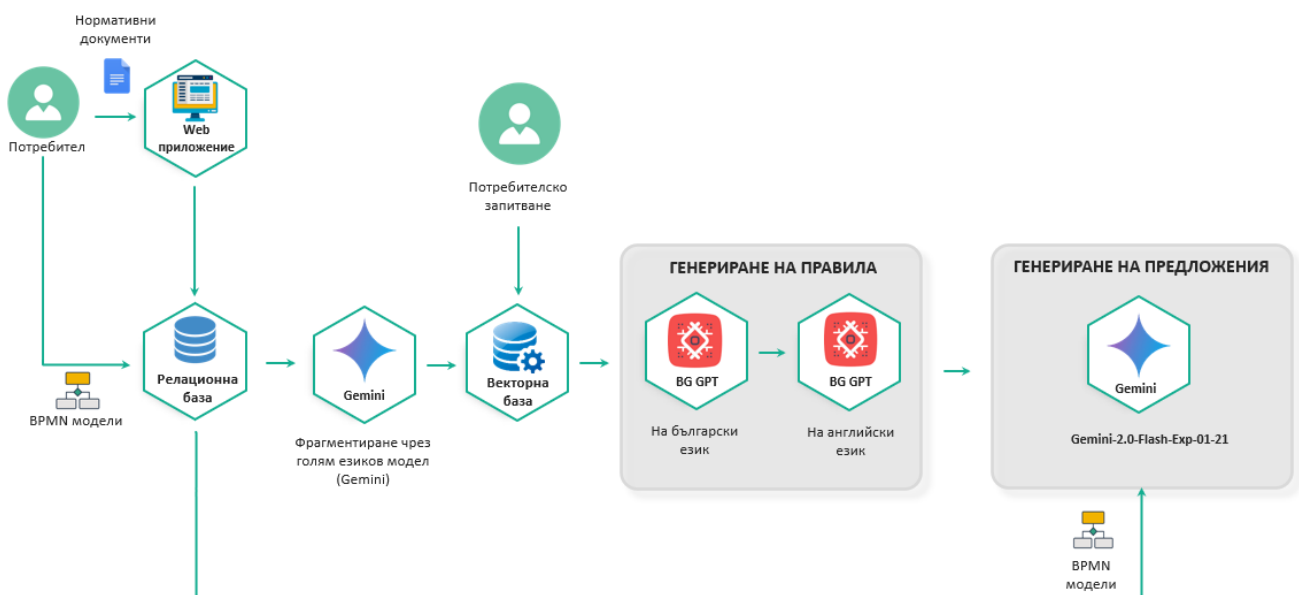 Нормативни
документи
Потребител
Web
приложение
Потребителско
запитване
ГЕНЕРИРАНЕ НА ПРАВИЛА
ГЕНЕРИРАНЕ НА ПРЕДЛОЖЕНИЯ
BPMN модели
Релационна
база
Gemini
Фрагментиране чрез
голям езиков модел
(Gemini)
Векторна
база
BG GPT
На български
език
BG GPT
На английски
език
Gemini
Gemini-2.0-Flash-Exp-01-21
BPMN
модели